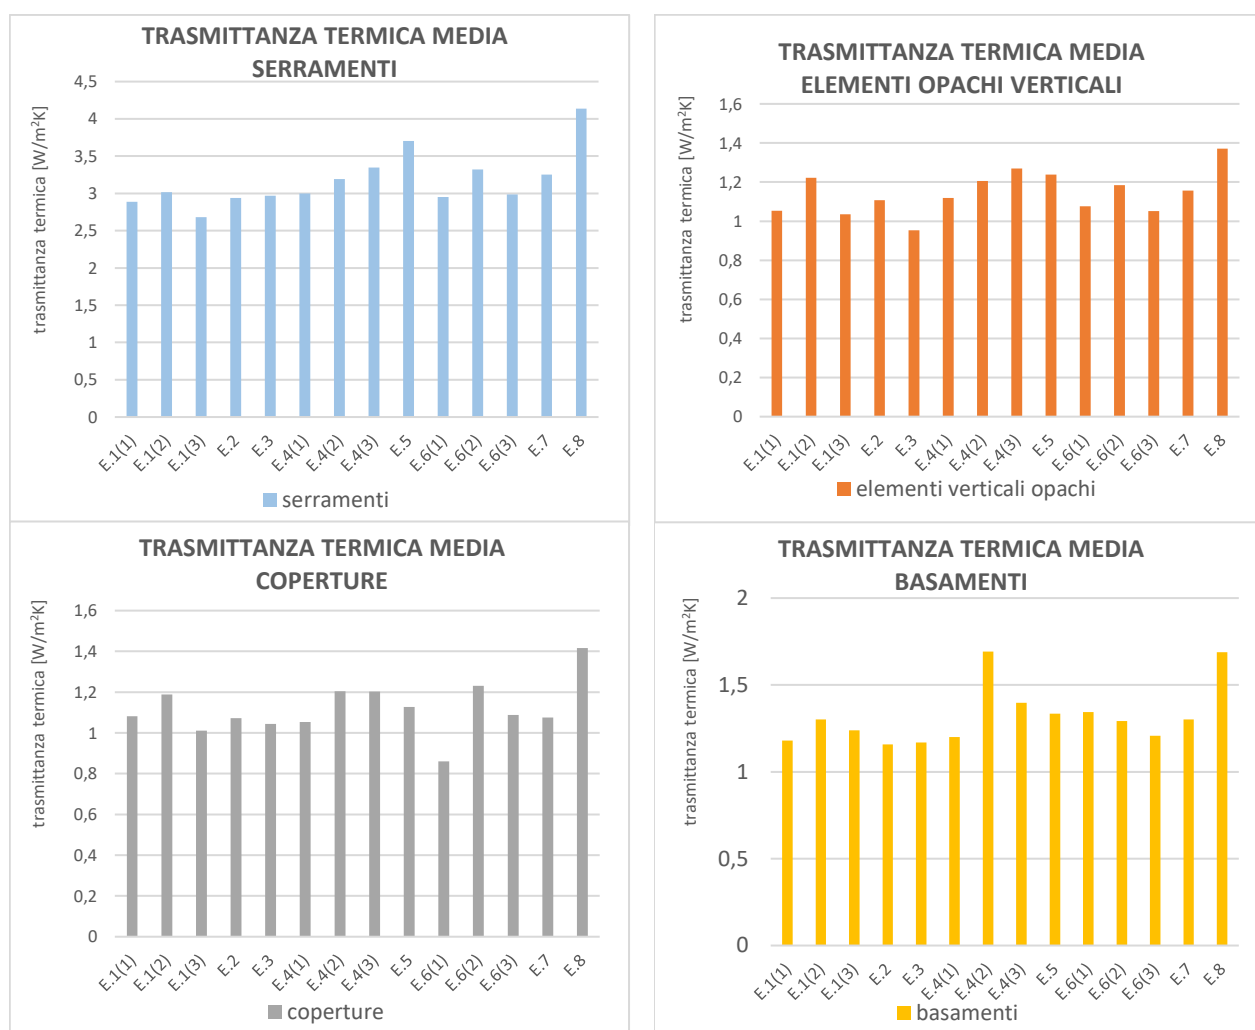 TRASMITTANZA TERMICA MEDIA
SERRAMENTI
trasmittanza termica [W/m²K]
4,5
4
3,5
3
2,5
2
1,5
1
0,5
0
E.1(1) E.1(2) E.1(3) E.2 E.3 E.4(1) E.4(2) E.4(3) E.5 E.6(1) E.6(2) E.6(3) E.7 E.8
serramenti
TRASMITTANZA TERMICA MEDIA
ELEMENTI OPACHI VERTICALI
trasmittanza termica [W/m²K]
1,6
1,4
1,2
1
0,8
0,6
0,4
0,2
0
E.1(1) E.1(2) E.1(3) E.2 E.3 E.4(1) E.4(2) E.4(3) E.5 E.6(1) E.6(2) E.6(3) E.7 E.8
elementi verticali opachi
TRASMITTANZA TERMICA MEDIA
COPERTURE
trasmittanza termica [W/m²K]
1,6
1,4
1,2
1
0,8
0,6
0,4
0,2
0
E.1(1) E.1(2) E.1(3) E.2 E.3 E.4(1) E.4(2) E.4(3) E.5 E.6(1) E.6(2) E.6(3) E.7 E.8
coperture
TRASMITTANZA TERMICA MEDIA
BASAMENTI
trasmittanza termica [W/m²K]
2
1,5
1
0,5
0
E.1(1) E.1(2) E.1(3) E.2 E.3 E.4(1) E.4(2) E.4(3) E.5 E.6(1) E.6(2) E.6(3) E.7 E.8
basamenti